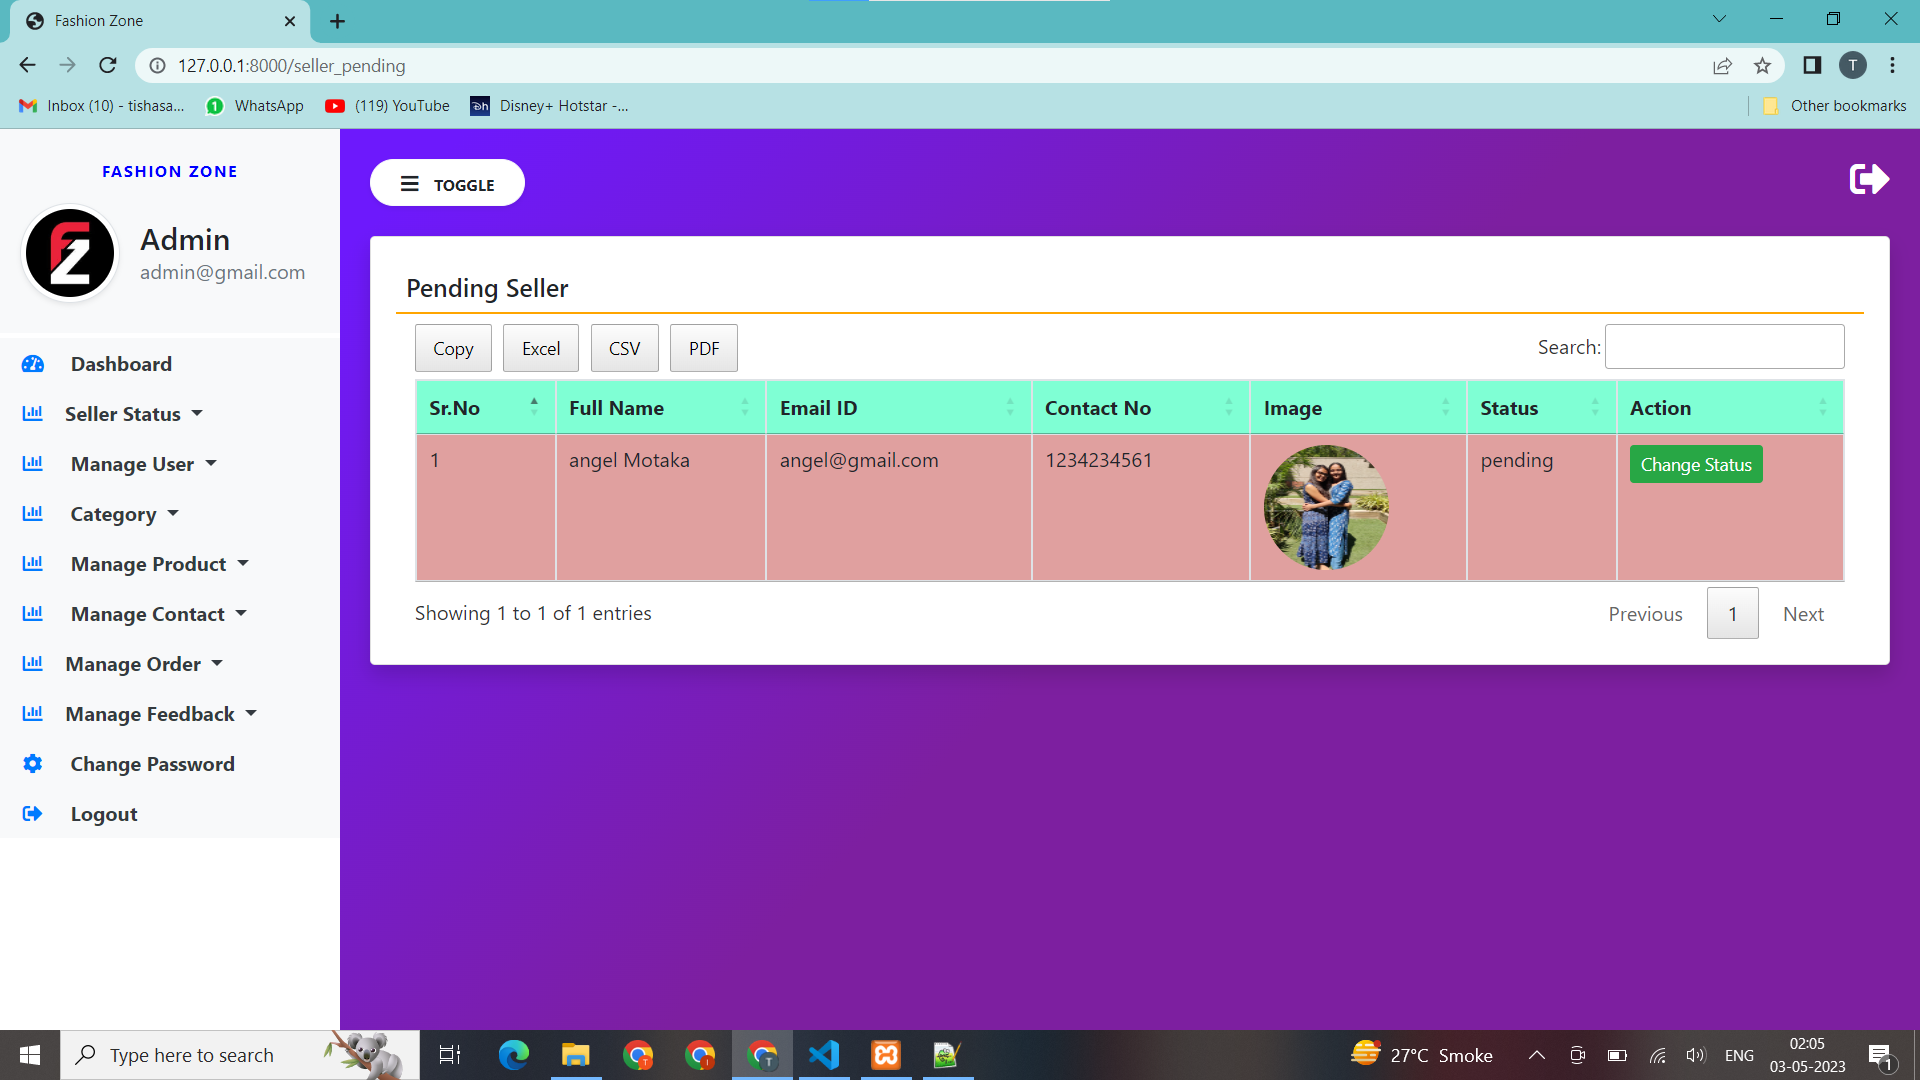 Fashion Zone
127.0.0.1:8000/seller_pending
T
Inbox (10) - tishasa...
1
WhatsApp
(119) YouTube
Disney+ Hotstar -...
Other bookmarks
FASHION ZONE
FZ
Admin
admin@gmail.com
Dashboard
Seller Status
Manage User
Category
Manage Product
Manage Contact
Manage Order
Manage Feedback
Change Password
Logout
TOGGLE
Pending Seller
Copy Excel CSV PDF
Search:
Sr.No Full Name Email ID Contact No Image Status Action
1 angel Motaka angel@gmail.com 1234234561 pending Change Status
Showing 1 to 1 of 1 entries
Previous 1 Next
Type here to search
27°C Smoke
ENG
02:05
03-05-2023
1